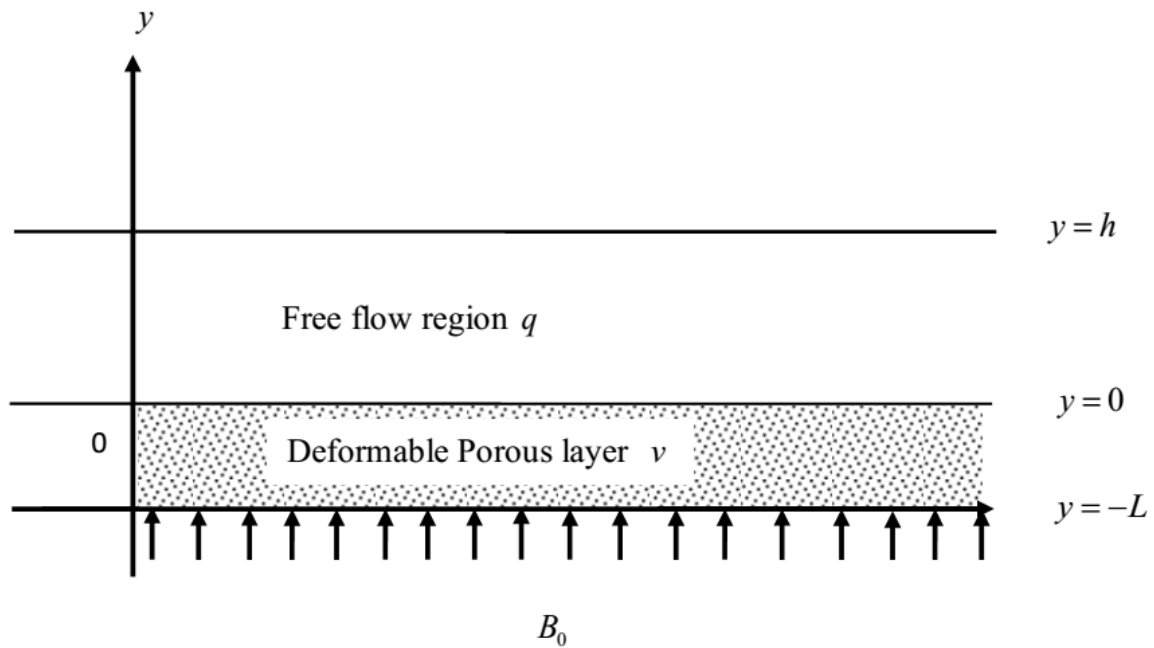 y
y = h
Free flow region q
y = 0
0
Deformable Porous layer v
y = −L
B₀